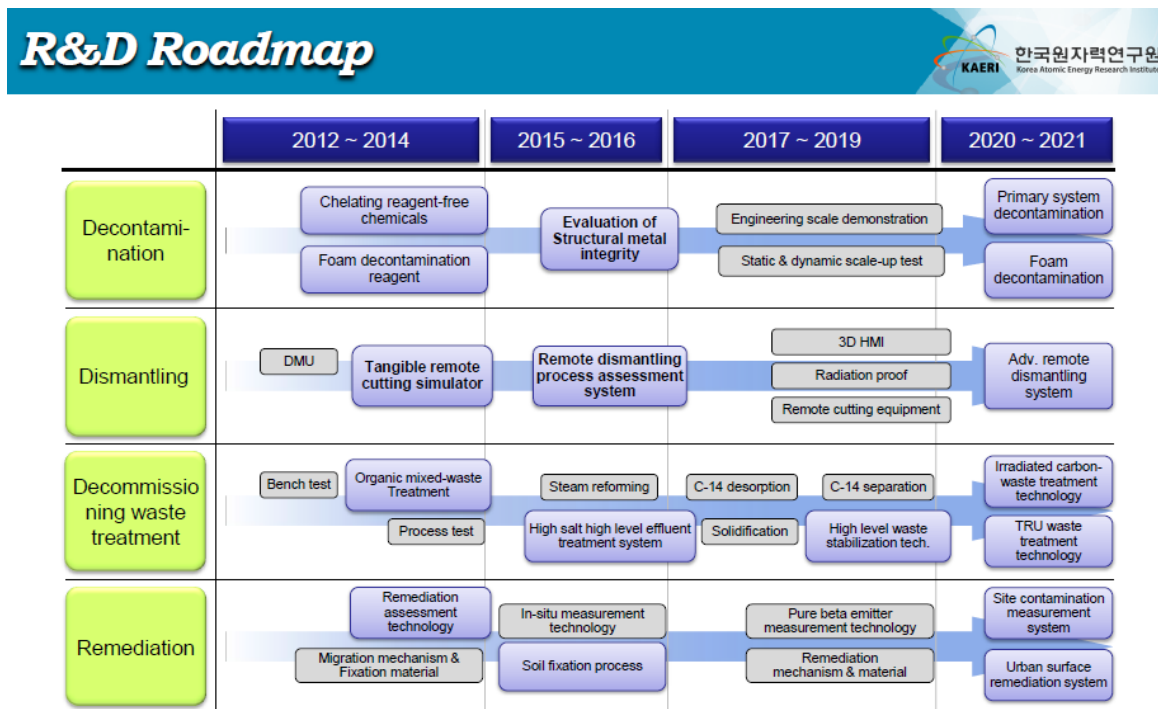 R&D Roadmap
KAERI
한국원자력연구원
Korea Atomic Energy Research Institute
2012 ~ 2014
2015 ~ 2016
2017 ~ 2019
2020 ~ 2021
Decontami-
nation
Chelating reagent-free
chemicals
Foam decontamination
reagent
Evaluation of
Structural metal
integrity
Engineering scale demonstration
Static & dynamic scale-up test
Primary system
decontamination
Foam
decontamination
Dismantling
DMU
Tangible remote
cutting simulator
Remote dismantling
process assessment
system
3D HMI
Radiation proof
Remote cutting equipment
Adv. remote
dismantling
system
Decommissio
ning waste
treatment
Bench test
Organic mixed-waste
Treatment
Process test
Steam reforming
High salt high level effluent
treatment system
C-14 desorption
C-14 separation
Solidification
High level waste
stabilization tech.
Irradiated carbon-
waste treatment
technology
TRU waste
treatment
technology
Remediation
Remediation
assessment
technology
Migration mechanism &
Fixation material
In-situ measurement
technology
Soil fixation process
Pure beta emitter
measurement technology
Remediation
mechanism & material
Site contamination
measurement
system
Urban surface
remediation system